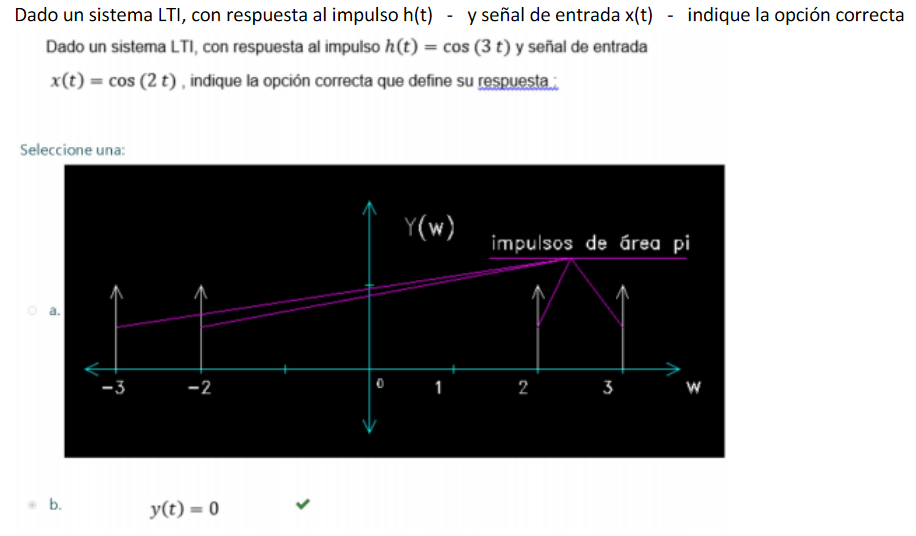 Dado un sistema LTI, con respuesta al impulso h(t) - y señal de entrada x(t) - indique la opción correcta
Dado un sistema LTI, con respuesta al impulso h(t) = cos (3 t) y señal de entrada
x(t) = cos (2 t) , indique la opción correcta que define su respuesta :
Seleccione una:
Y(w)
impulsos de área pi
a.
-3 -2 0 1 2 3 w
b. y(t) = 0